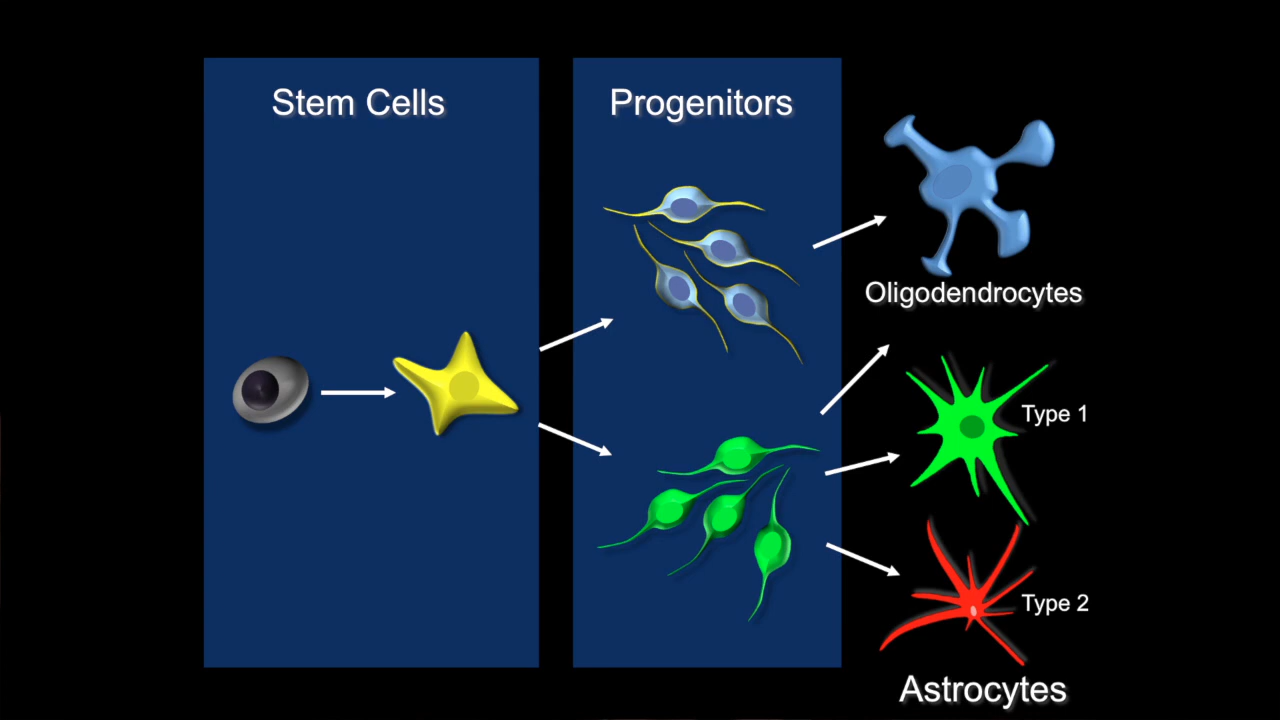 Stem Cells
Progenitors
Oligodendrocytes
Type 1
Type 2
Astrocytes